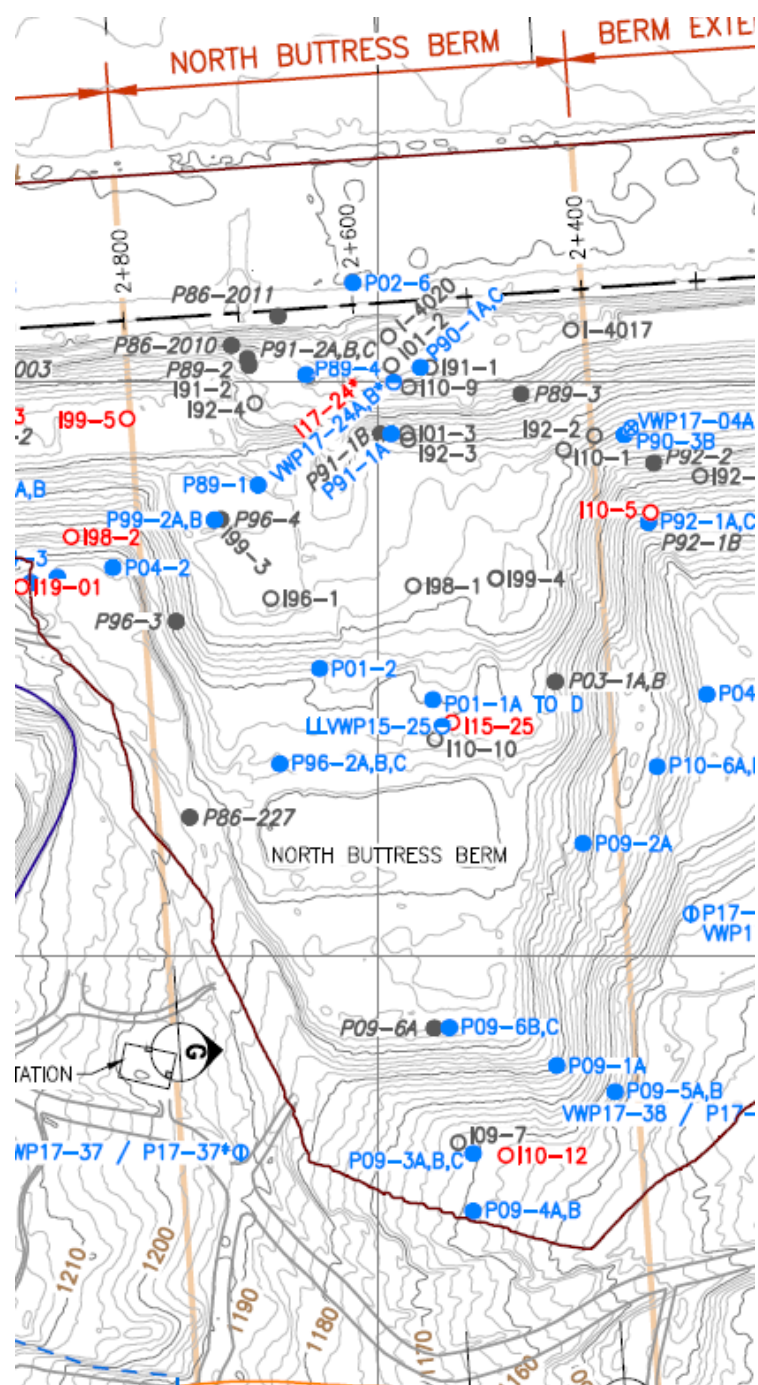 NORTH BUTTRESS BERM
BERM EXTE
2+800
2+600
2+400
P02-6
P86-2011
I-4020
I01-2
P90-1A,C
I-4017
P86-2010
P91-2A,B,C
P89-2
P89-4
I91-1
I10-9
003
I91-2
I92-4
I17-24*
VWP17-24A,B*
P89-3
I99-5
3
-2
P91-1B
P91-1A
I01-3
I92-3
I92-2
I10-1
VWP17-04A
P90-3B
P92-2
I92-
A,B
P89-1
P99-2A,B
P96-4
I99-3
I10-5
P92-1A,C
P92-1B
I98-2
-3
P04-2
I19-01
I96-1
I98-1
I99-4
P96-3
P01-2
P03-1A,B
P01-1A TO D
P04
LLVWP15-25
I15-25
I10-10
P96-2A,B,C
P10-6A,
P86-227
P09-2A
NORTH BUTTRESS BERM
P17-
VWP1
P09-6A
P09-6B,C
G
TATION
P09-1A
P09-5A,B
VWP17-38 / P17-
I09-7
WP17-37 / P17-37*
P09-3A,B,C
I10-12
P09-4A,B
1210
1200
1190
1180
1170
1160